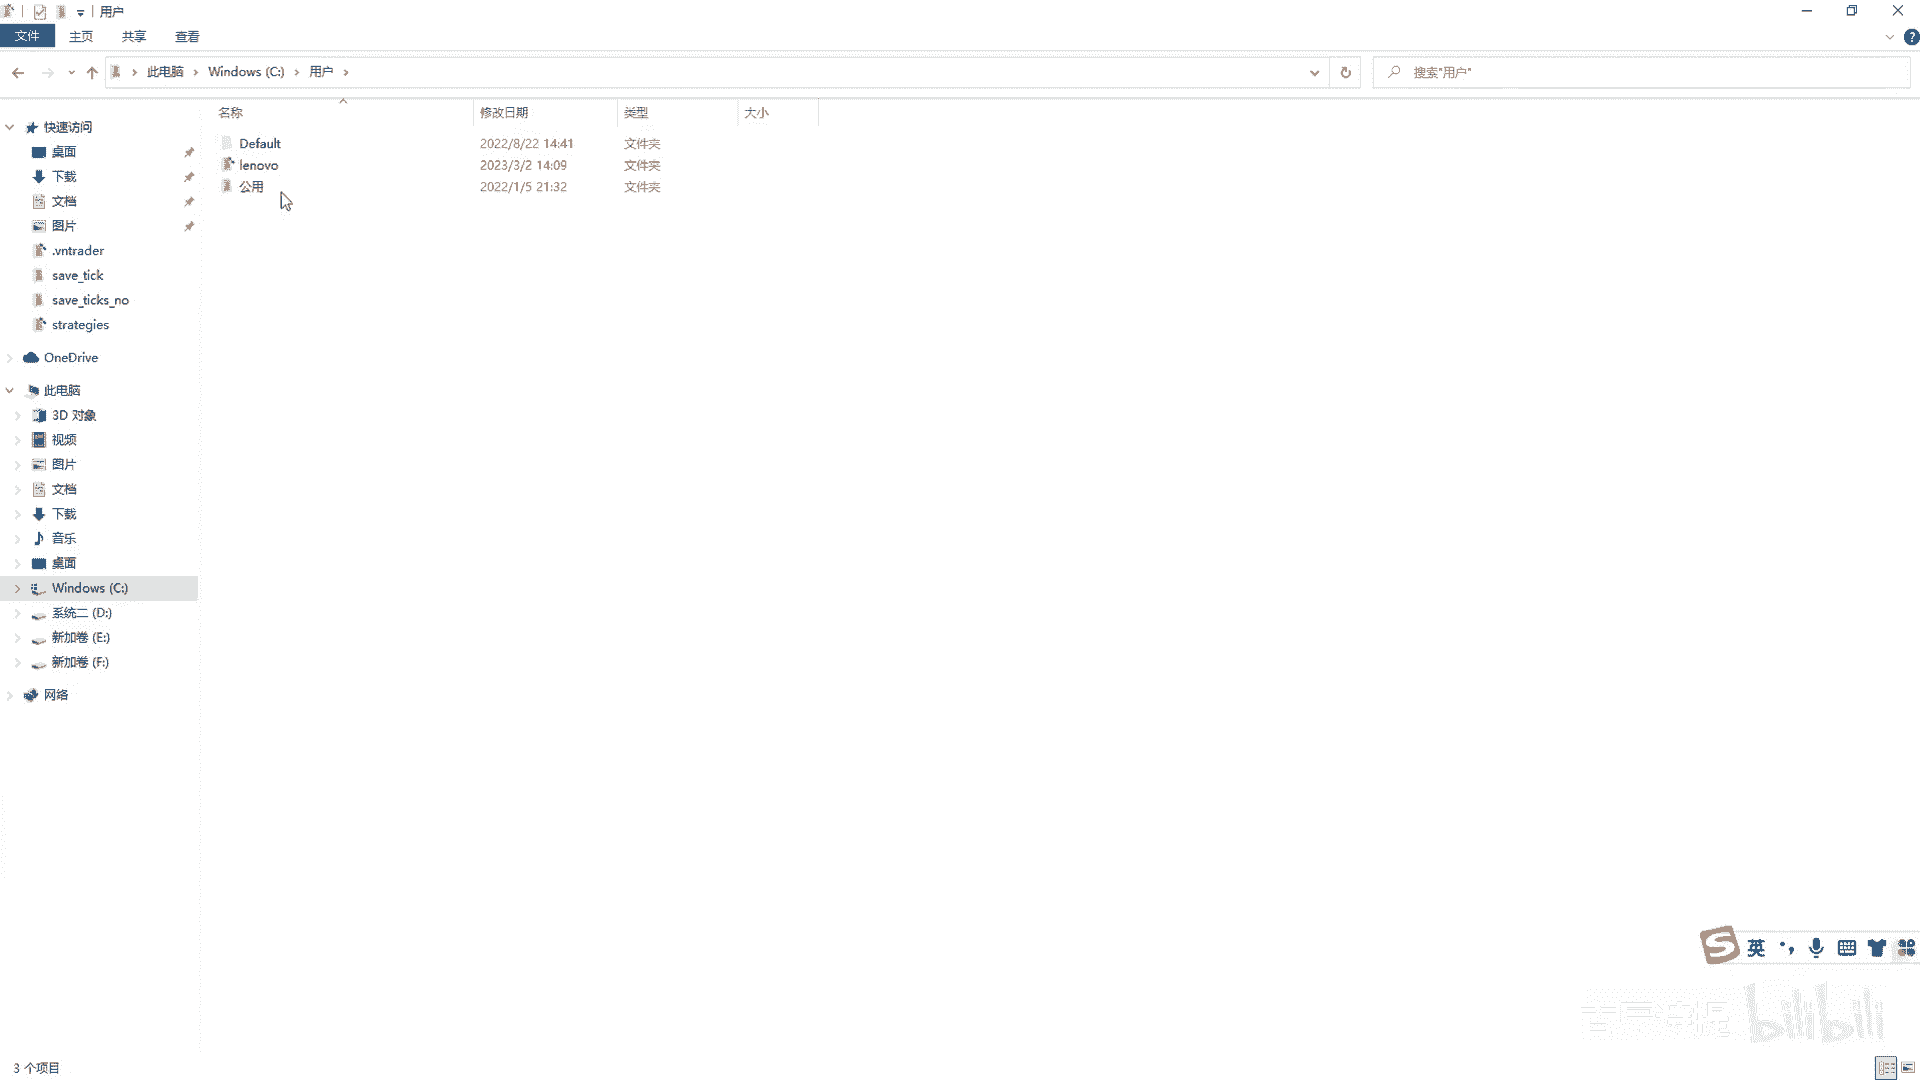 用户
文件 主页 共享 查看
此电脑 Windows (C:) 用户
搜索"用户"
名称 修改日期 类型 大小
Default 2022/8/22 14:41 文件夹
lenovo 2023/3/2 14:09 文件夹
公用 2022/1/5 21:32 文件夹
快速访问
桌面
下载
文档
图片
.vntrader
save_tick
save_ticks_no
strategies
OneDrive
此电脑
3D 对象
视频
图片
文档
下载
音乐
桌面
Windows (C:)
系统二 (D:)
新加卷 (E:)
新加卷 (F:)
网络
S 英
bilibili
3 个项目